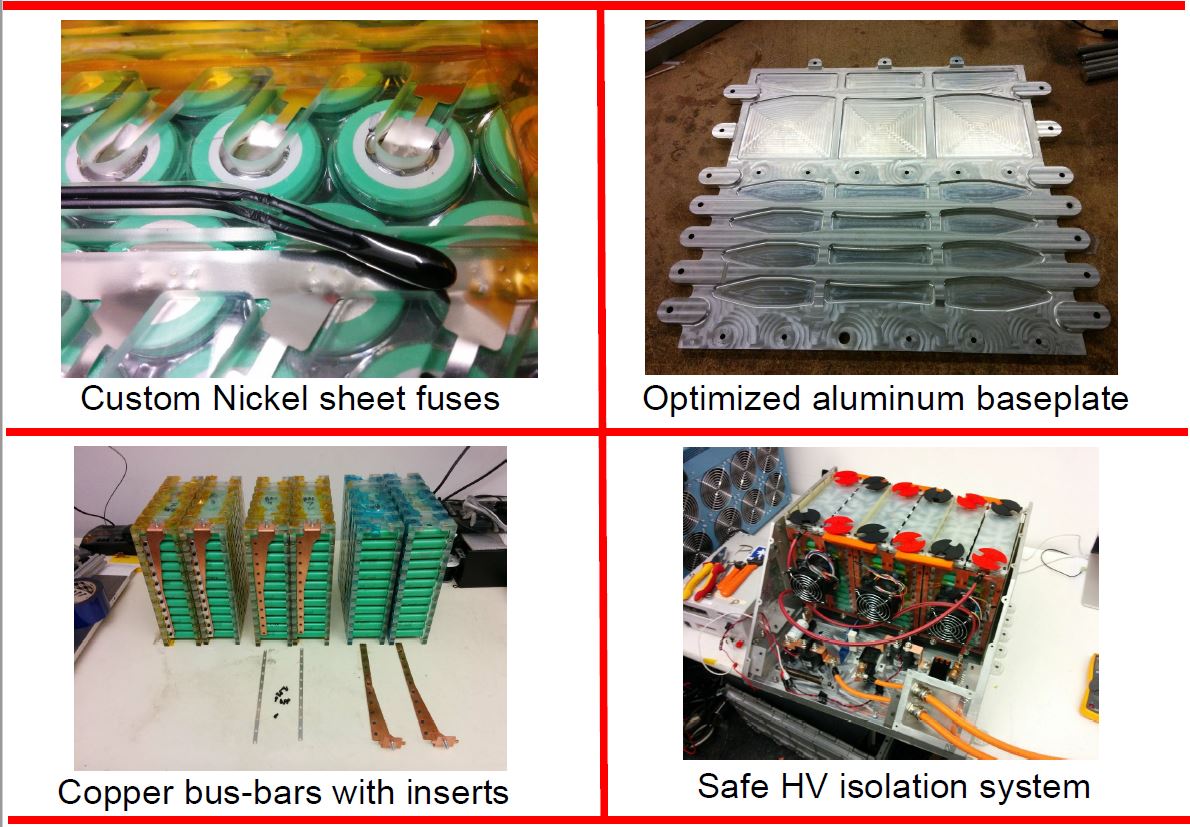 Custom Nickel sheet fuses
Optimized aluminum baseplate
Copper bus-bars with inserts
Safe HV isolation system